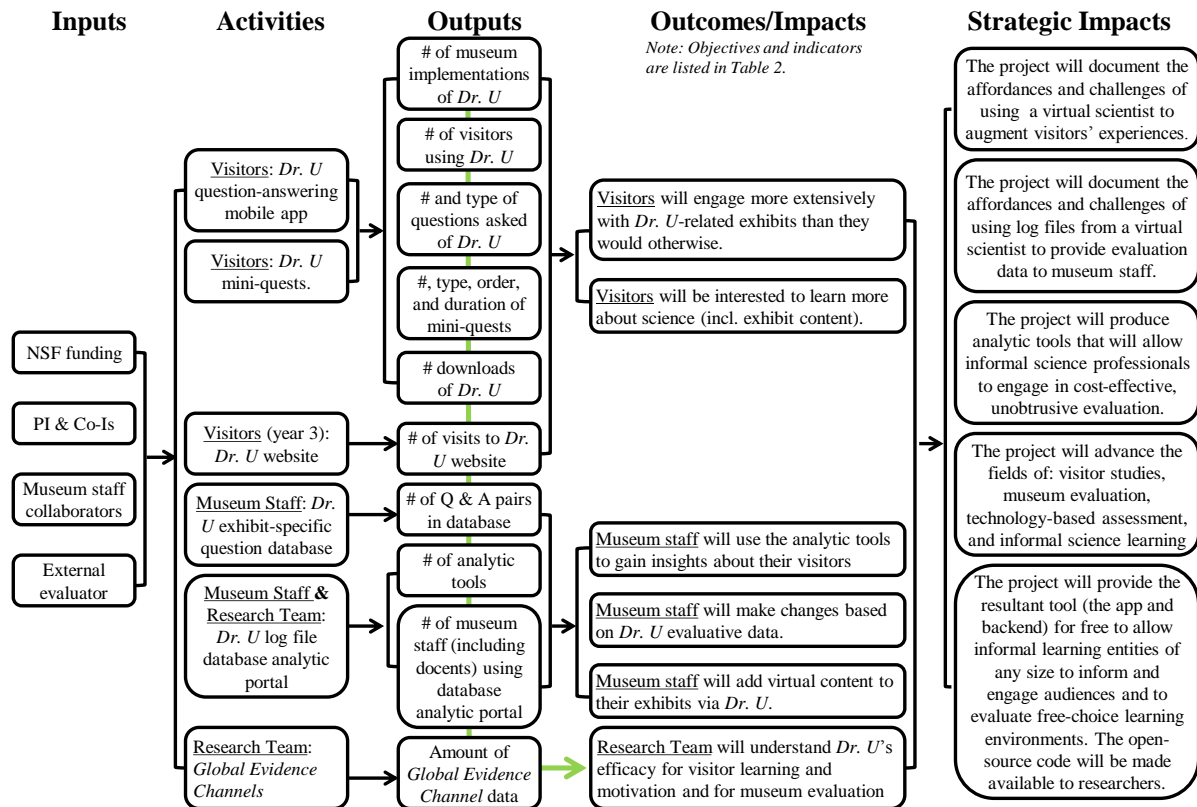 Inputs
Activities
Outputs
Outcomes/Impacts
Strategic Impacts
Note: Objectives and indicators
are listed in Table 2.
NSF funding
PI & Co-Is
Museum staff
collaborators
External
evaluator
Visitors: Dr. U
question-answering
mobile app
Visitors: Dr. U
mini-quests.
Visitors (year 3):
Dr. U website
Museum Staff: Dr.
U exhibit-specific
question database
Museum Staff &
Research Team:
Dr. U log file
database analytic
portal
Research Team:
Global Evidence
Channels
# of museum
implementations
of Dr. U
# of visitors
using Dr. U
# and type of
questions asked
of Dr. U
#, type, order,
and duration of
mini-quests
# downloads
of Dr. U
# of visits to Dr.
U website
# of Q & A pairs
in database
# of analytic
tools
# of museum
staff (including
docents) using
database
analytic portal
Amount of
Global Evidence
Channel data
Visitors will engage more extensively
with Dr. U-related exhibits than they
would otherwise.
Visitors will be interested to learn more
about science (incl. exhibit content).
Museum staff will use the analytic tools
to gain insights about their visitors
Museum staff will make changes based
on Dr. U evaluative data.
Museum staff will add virtual content to
their exhibits via Dr. U.
Research Team will understand Dr. U's
efficacy for visitor learning and
motivation and for museum evaluation
The project will document the
affordances and challenges of
using a virtual scientist to
augment visitors' experiences.
The project will document the
affordances and challenges of
using log files from a virtual
scientist to provide evaluation
data to museum staff.
The project will produce
analytic tools that will allow
informal science professionals
to engage in cost-effective,
unobtrusive evaluation.
The project will advance the
fields of: visitor studies,
museum evaluation,
technology-based assessment,
and informal science learning
The project will provide the
resultant tool (the app and
backend) for free to allow
informal learning entities of
any size to inform and
engage audiences and to
evaluate free-choice learning
environments. The open-
source code will be made
available to researchers.